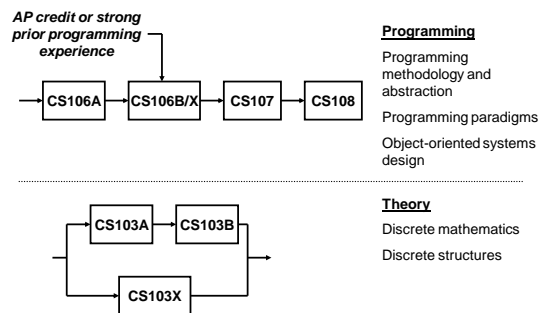 AP credit or strong
prior programming
experience
CS106A
CS106B/X
CS107
CS108
Programming
Programming
methodology and
abstraction
Programming paradigms
Object-oriented systems
design
CS103A
CS103B
CS103X
Theory
Discrete mathematics
Discrete structures